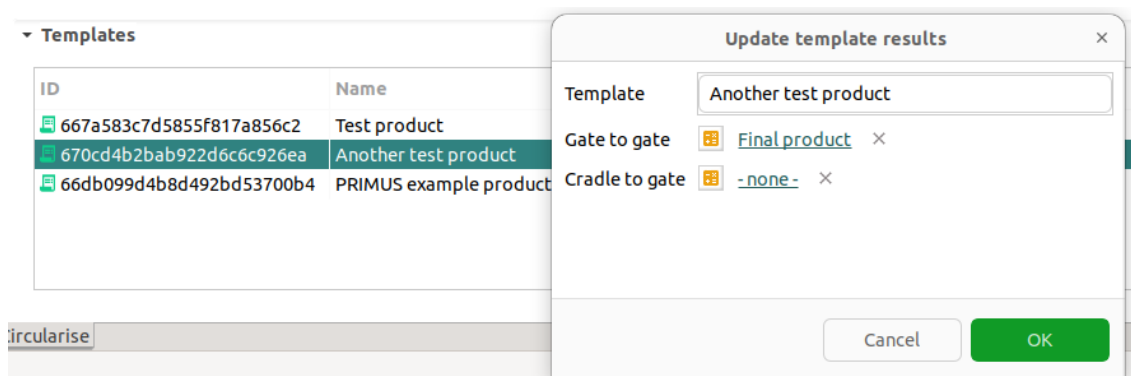 Templates
ID Name
667a583c7d5855f817a856c2 Test product
670cd4b2bab922d6c6c926ea Another test product
66db099d4b8d492bd53700b4 PRIMUS example product
Circularise
Update template results ×
Template Another test product
Gate to gate Final product ×
Cradle to gate - none - ×
Cancel OK